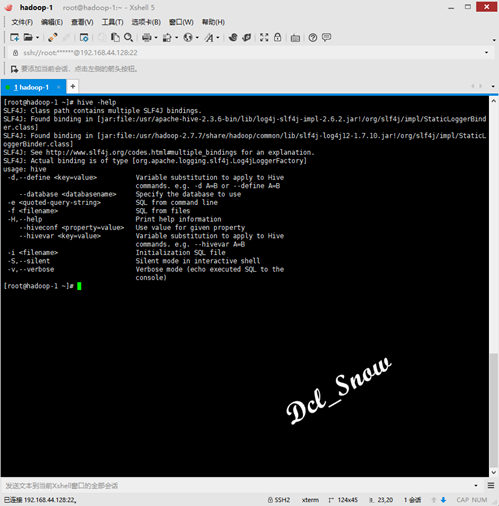 hadoop-1 root@hadoop-1:~ - Xshell 5
文件(F) 编辑(E) 查看(V) 工具(T) 选项卡(B) 窗口(W) 帮助(H)
ssh://root:******@192.168.44.128:22
要添加当前会话，点击左侧的箭头按钮。
1 hadoop-1
[root@hadoop-1 ~]# hive -help
SLF4J: Class path contains multiple SLF4J bindings.
SLF4J: Found binding in [jar:file:/usr/apache-hive-2.3.6-bin/lib/log4j-slf4j-impl-2.6.2.jar!/org/slf4j/impl/StaticLoggerBind
er.class]
SLF4J: Found binding in [jar:file:/usr/hadoop-2.7.7/share/hadoop/common/lib/slf4j-log4j12-1.7.10.jar!/org/slf4j/impl/StaticL
oggerBinder.class]
SLF4J: See http://www.slf4j.org/codes.html#multiple_bindings for an explanation.
SLF4J: Actual binding is of type [org.apache.logging.slf4j.Log4jLoggerFactory]
usage: hive
-d,--define <key=value> Variable substitution to apply to Hive
commands. e.g. -d A=B or --define A=B
--database <databasename> Specify the database to use
-e <quoted-query-string> SQL from command line
-f <filename> SQL from files
-H,--help Print help information
--hiveconf <property=value> Use value for given property
--hivevar <key=value> Variable substitution to apply to Hive
commands. e.g. --hivevar A=B
-i <filename> Initialization SQL file
-S,--silent Silent mode in interactive shell
-v,--verbose Verbose mode (echo executed SQL to the
console)
[root@hadoop-1 ~]#
Dcl_Snow
发送文本到当前Xshell窗口的全部会话
已连接 192.168.44.128:22。 SSH2 xterm 124x45 23,20 1 会话 CAP NUM